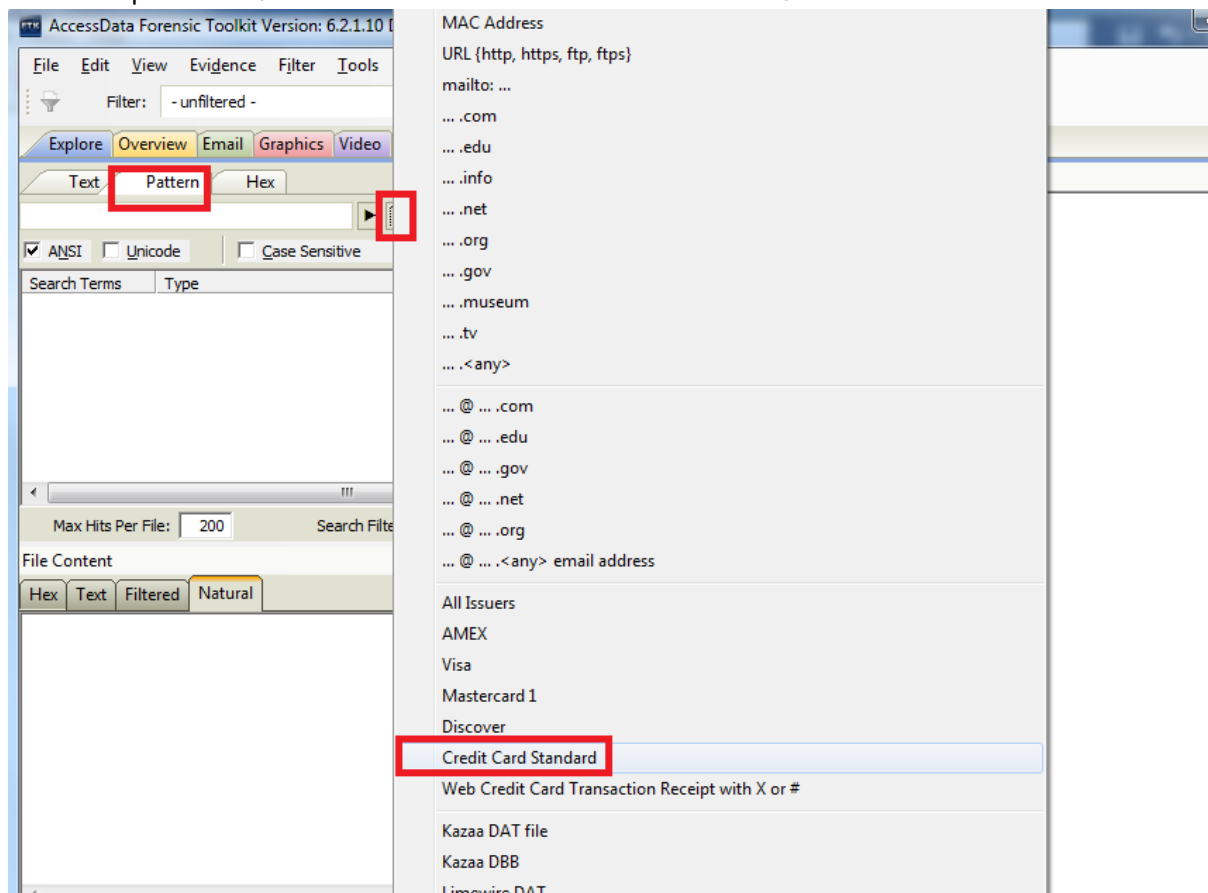 AccessData Forensic Toolkit Version: 6.2.1.10
File Edit View Evidence Filter Tools
Filter: - unfiltered -
Explore Overview Email Graphics Video
Text Pattern Hex
ANSI Unicode Case Sensitive
Search Terms Type
Max Hits Per File: 200 Search Filte
File Content
Hex Text Filtered Natural
MAC Address
URL {http, https, ftp, ftps}
mailto: ...
... .com
... .edu
... .info
... .net
... .org
... .gov
... .museum
... .tv
... .<any>
... @ ... .com
... @ ... .edu
... @ ... .gov
... @ ... .net
... @ ... .org
... @ ... .<any> email address
All Issuers
AMEX
Visa
Mastercard 1
Discover
Credit Card Standard
Web Credit Card Transaction Receipt with X or #
Kazaa DAT file
Kazaa DBB
Limewire DAT